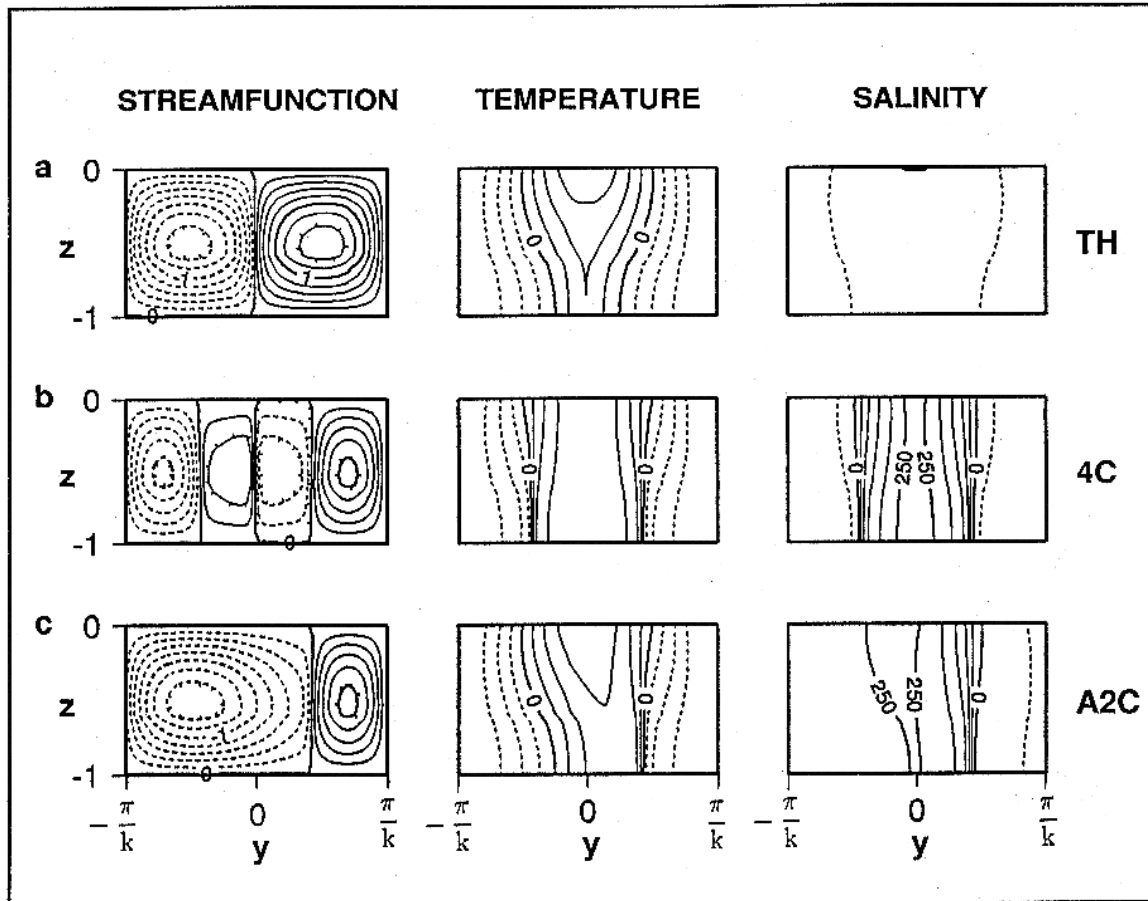 STREAMFUNCTION TEMPERATURE SALINITY
a 0 z -1 0 1 1 0 0 TH
b 0 z -1 0 0 0 0 250 250 0 4C
c 0 z -1 0 0 0 250 250 0 A2C
-π/k 0 π/k -π/k 0 π/k -π/k 0 π/k
y y y